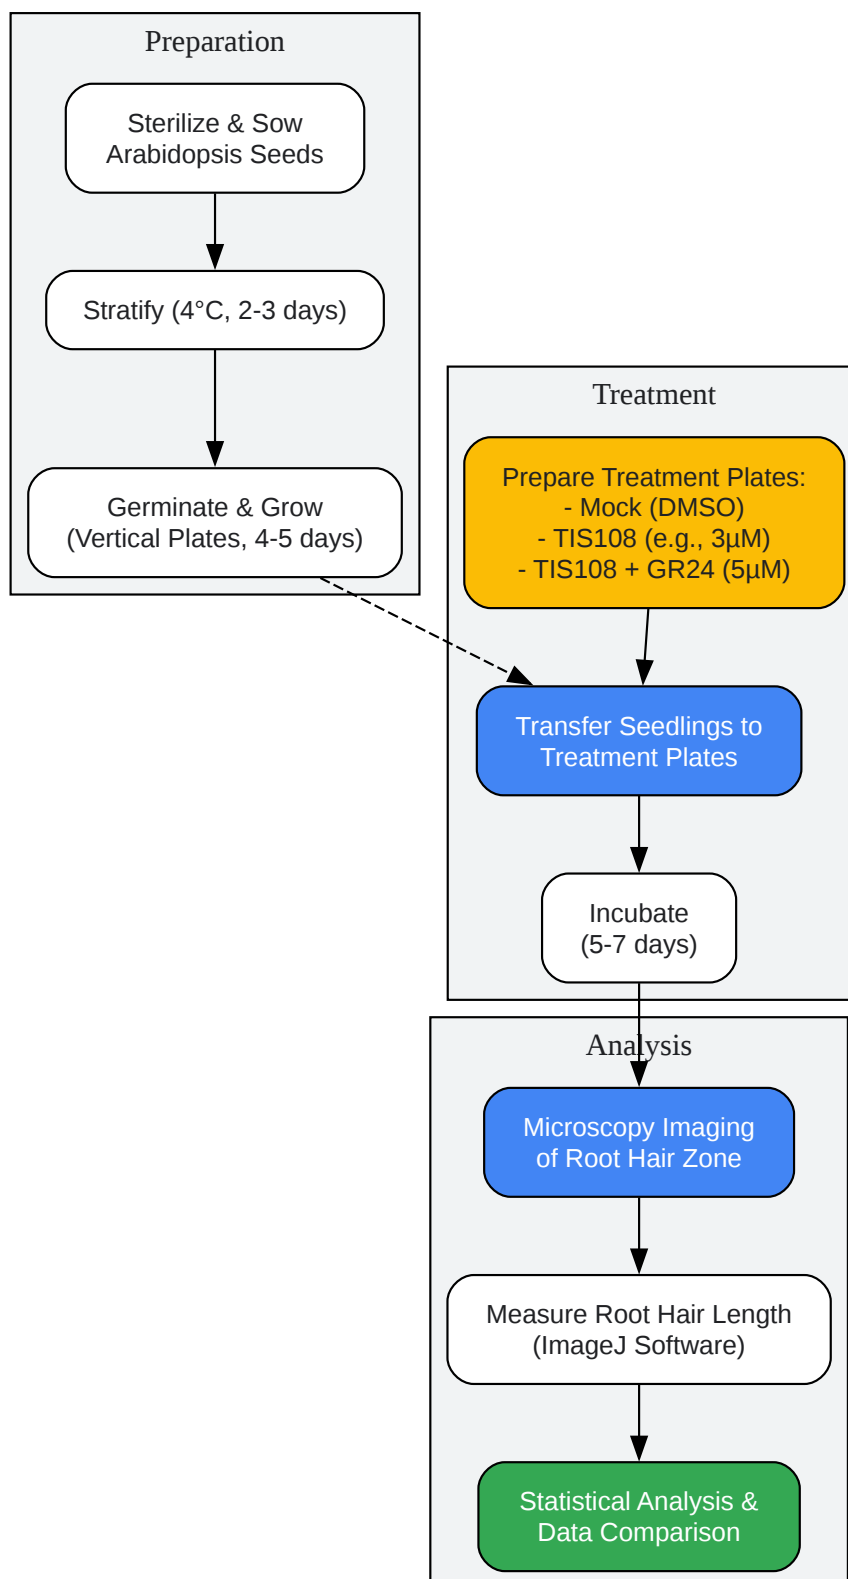 Preparation
Sterilize & Sow
Arabidopsis Seeds
Stratify (4°C, 2-3 days)
Germinate & Grow
(Vertical Plates, 4-5 days)
Treatment
Prepare Treatment Plates:
- Mock (DMSO)
- TIS108 (e.g., 3µM)
- TIS108 + GR24 (5µM)
Transfer Seedlings to
Treatment Plates
Incubate
(5-7 days)
Analysis
Microscopy Imaging
of Root Hair Zone
Measure Root Hair Length
(ImageJ Software)
Statistical Analysis &
Data Comparison